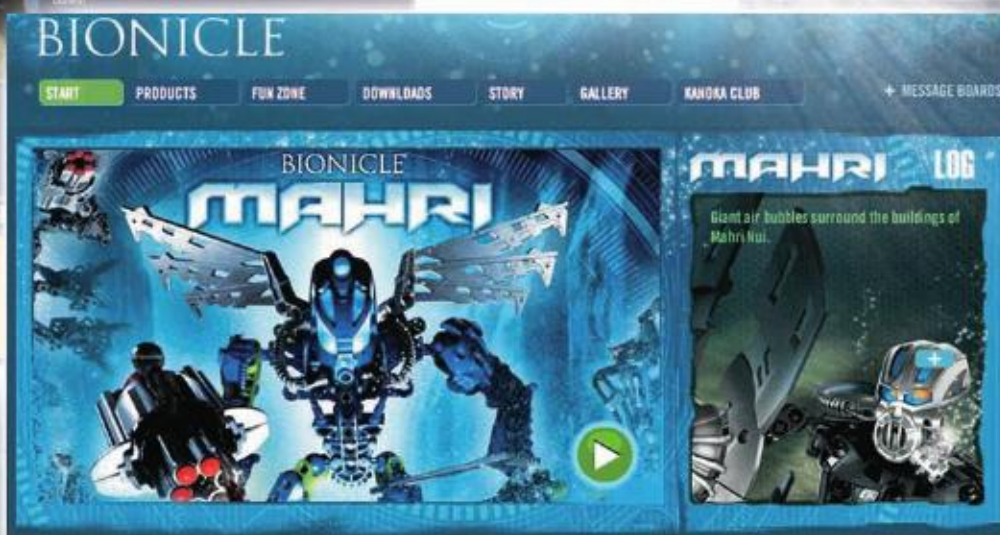 BIONICLE
START PRODUCTS FUN ZONE DOWNLOADS STORY GALLERY KANOKA CLUB + MESSAGE BOARDS
BIONICLE
MAHRI
MAHRI LOG
Giant air bubbles surround the buildings of
Mahri Nui.